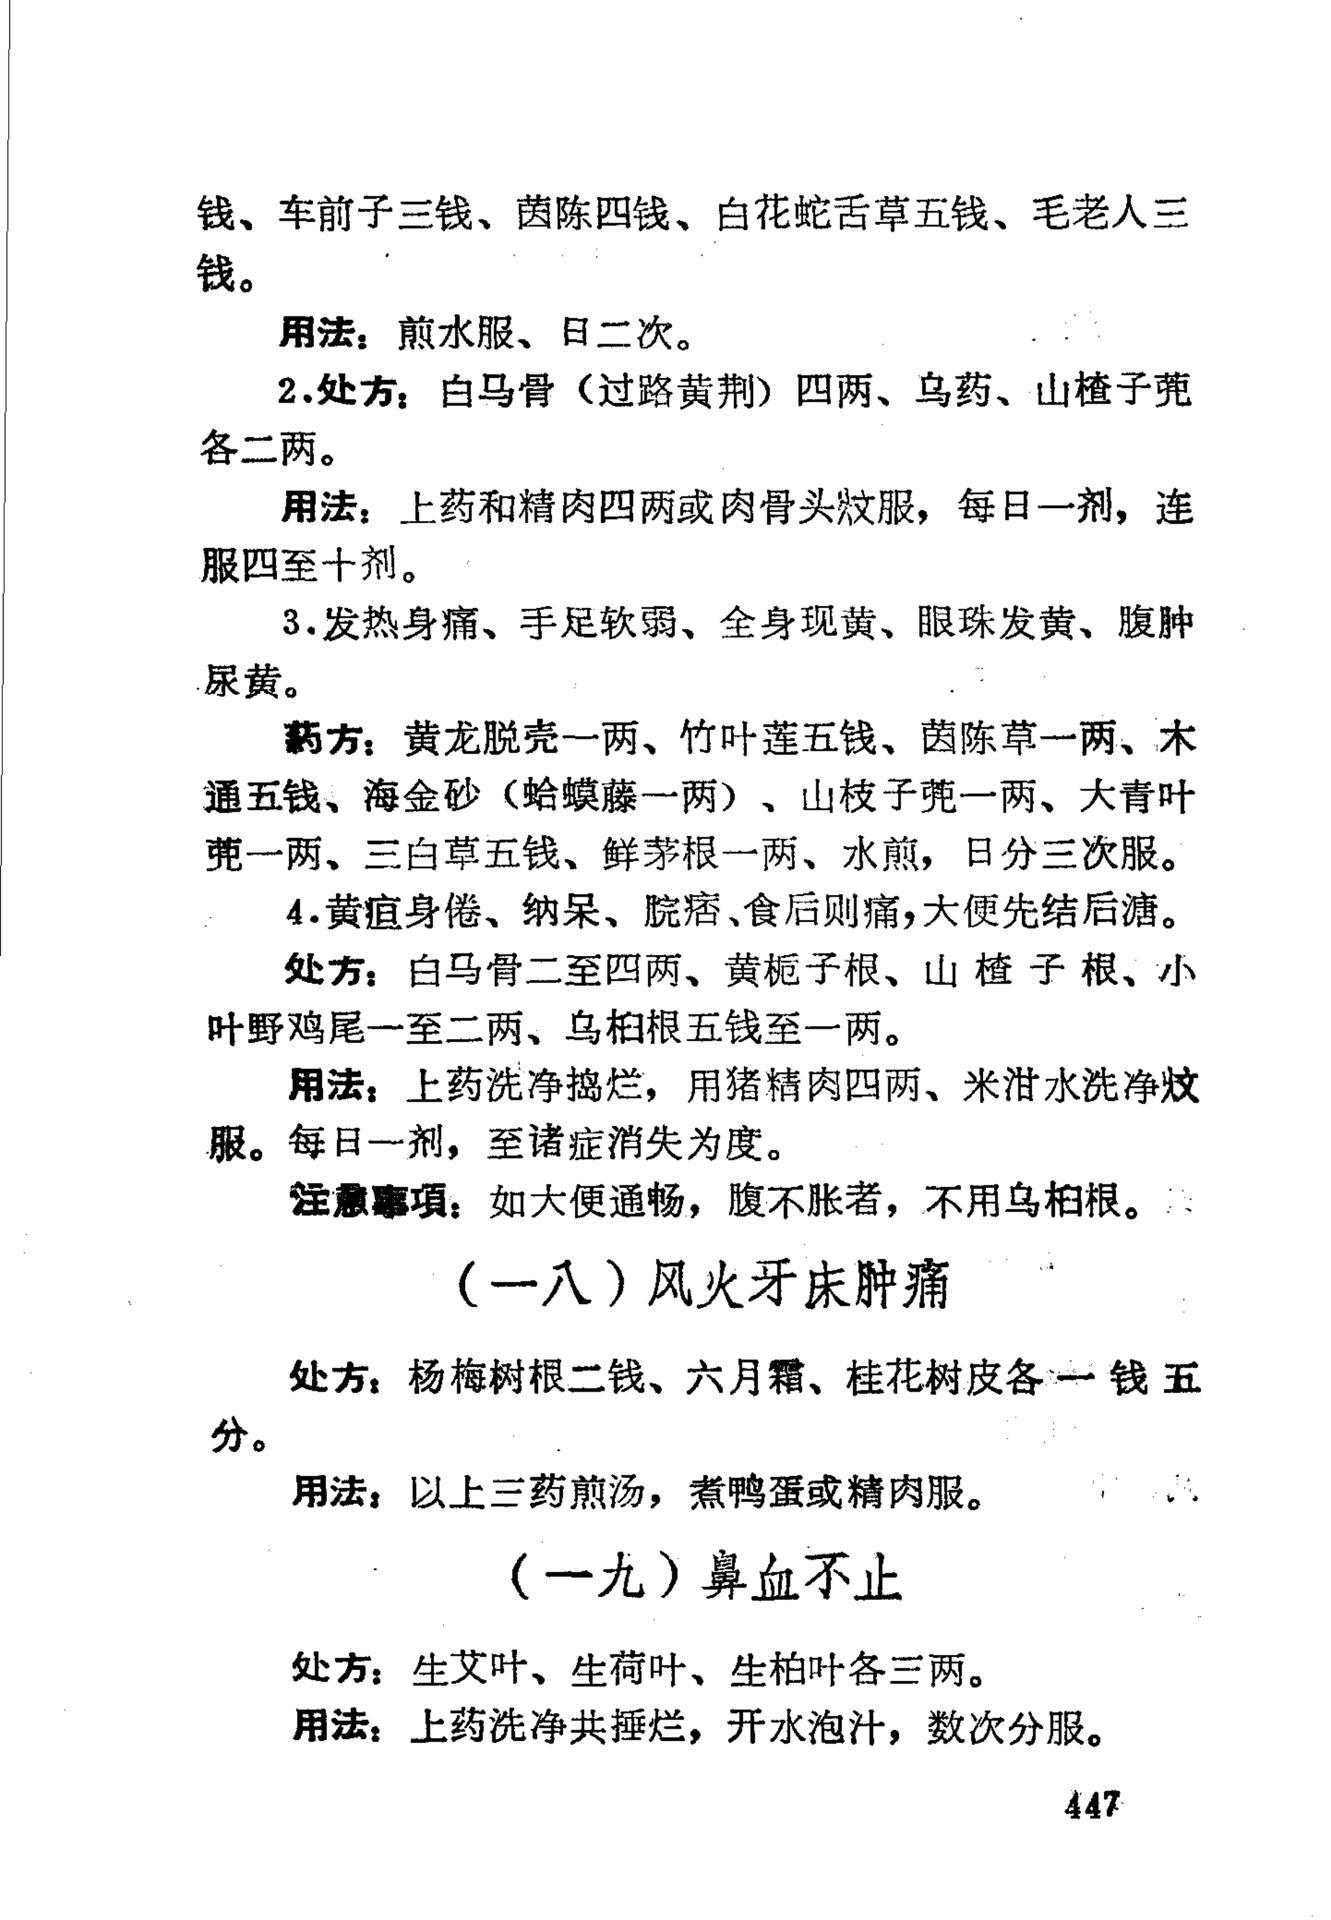 钱、车前子三钱、茵陈四钱、白花蛇舌草五钱、毛老人三
钱。
用法：煎水服、日二次。
2.处方：白马骨（过路黄荆）四两、乌药、山楂子蔸
各二两。
用法：上药和精肉四两或肉骨头炆服，每日一剂，连
服四至十剂。
3.发热身痛、手足软弱、全身现黄、眼珠发黄、腹肿
尿黄。
药方：黄龙脱壳一两、竹叶莲五钱、茵陈草一两、木
通五钱、海金砂（蛤蟆藤一两）、山枝子蔸一两、大青叶
蔸一两、三白草五钱、鲜茅根一两、水煎，日分三次服。
4.黄疸身倦、纳呆、脘痞、食后则痛，大便先结后溏。
处方：白马骨二至四两、黄栀子根、山楂子根、小
叶野鸡尾一至二两、乌桕根五钱至一两。
用法：上药洗净捣烂，用猪精肉四两、米泔水洗净炆
服。每日一剂，至诸症消失为度。
注意事项：如大便通畅，腹不胀者，不用乌桕根。
（一八）风火牙床肿痛
处方：杨梅树根二钱、六月霜、桂花树皮各一钱五
分。
用法：以上三药煎汤，煮鸭蛋或精肉服。
（一九）鼻血不止
处方：生艾叶、生荷叶、生柏叶各三两。
用法：上药洗净共捶烂，开水泡汁，数次分服。
447